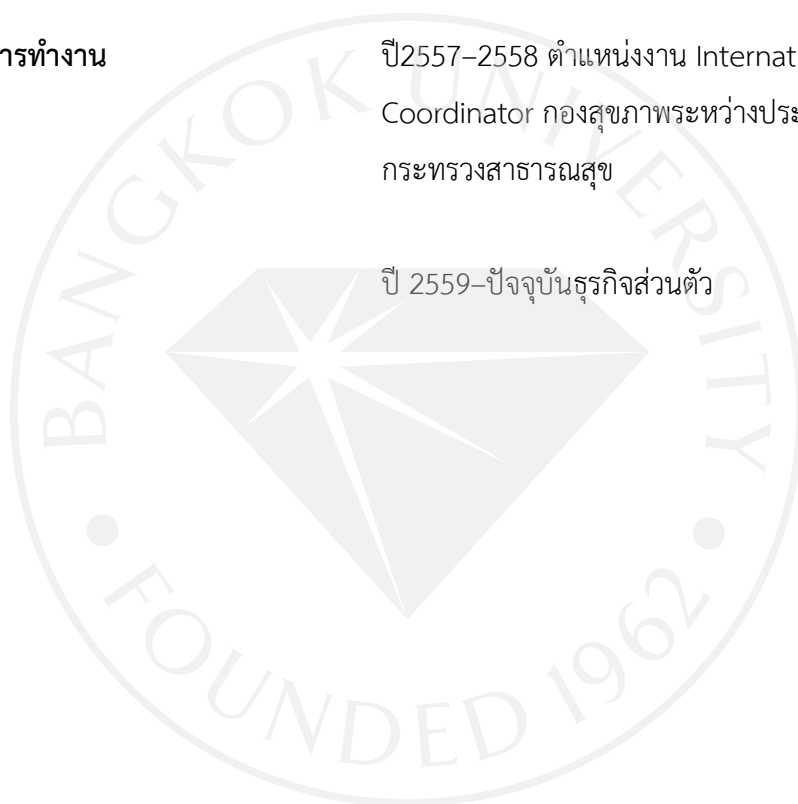 การทำงาน ปี2557–2558 ตำแหน่งงาน Internat
Coordinator กองสุขภาพระหว่างประ
กระทรวงสาธารณสุข
ปี 2559–ปัจจุบันธุรกิจส่วนตัว
BANGKOK UNIVERSITY
FOUNDED 1962